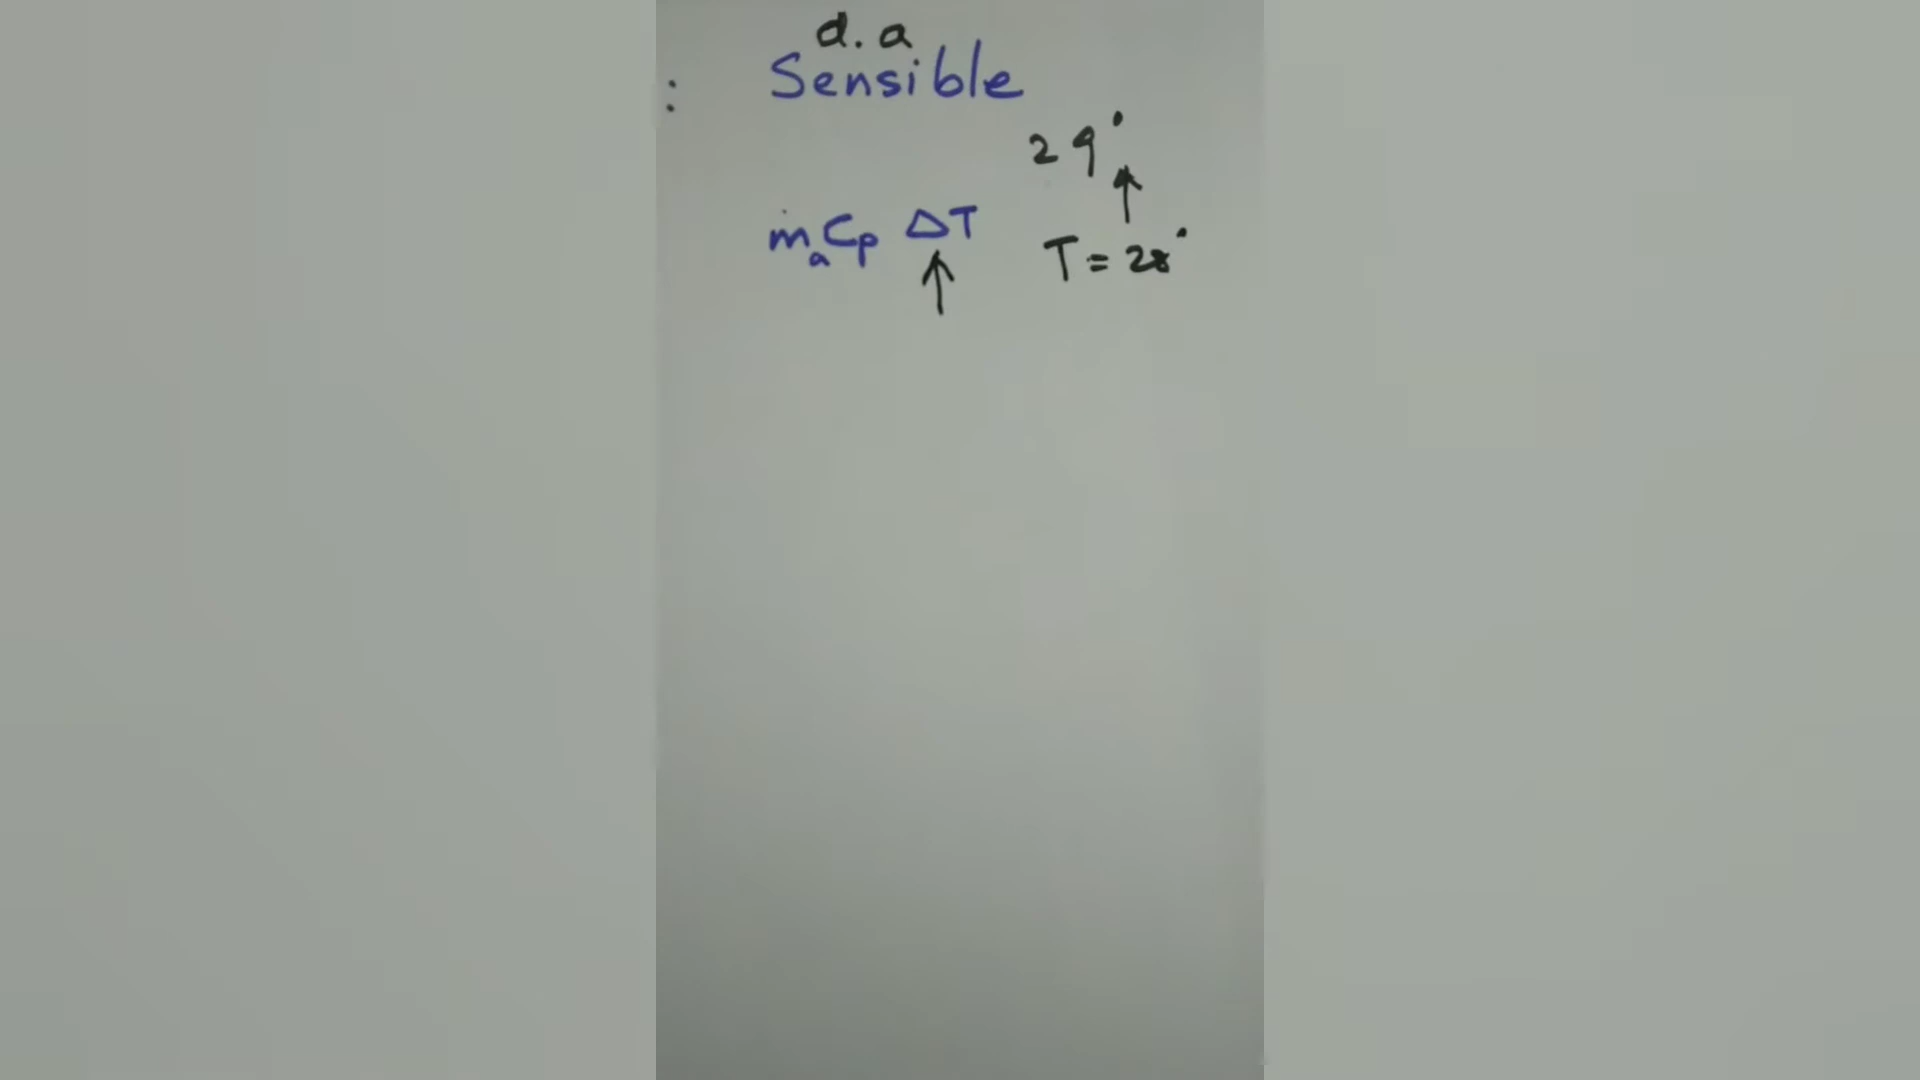 d.a
: Sensible
29°
ṁₐCₚ ΔT
T = 28°